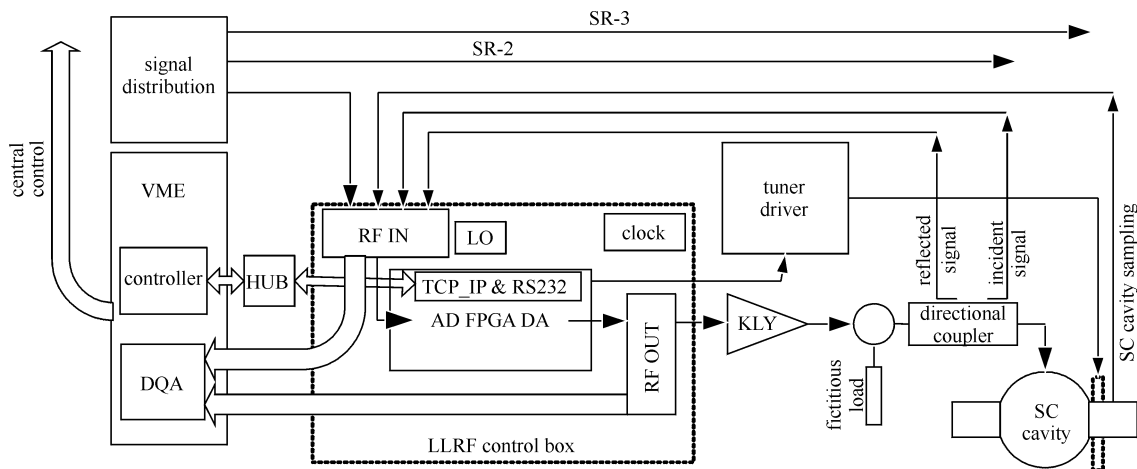 SR-3
SR-2
signal
distribution
central
control
VME
controller
HUB
DQA
RF IN
LO
clock
TCP_IP & RS232
AD FPGA DA
RF OUT
LLRF control box
tuner
driver
KLY
fictitious
load
reflected
signal
incident
signal
directional
coupler
SC
cavity
SC cavity sampling